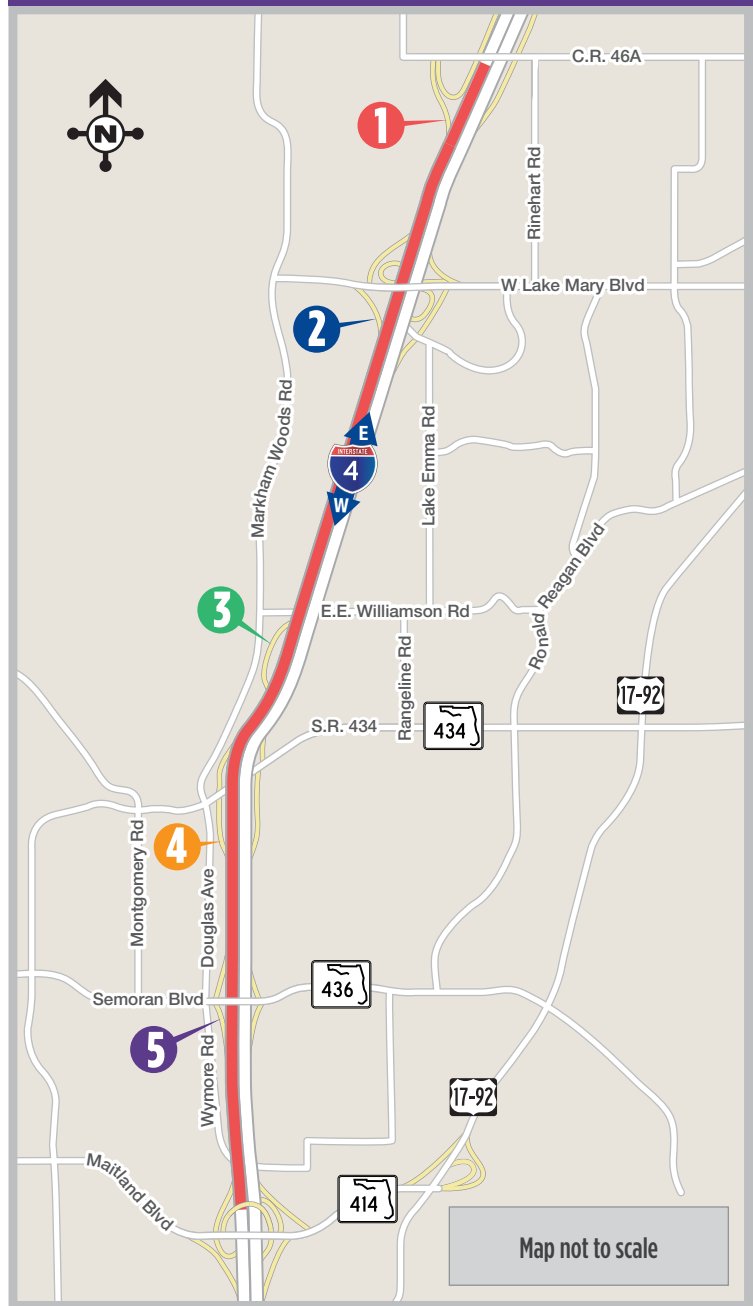 C.R. 46A
N
1
Rinehart Rd
W Lake Mary Blvd
2
Markham Woods Rd
E
INTERSTATE
4
W
Lake Emma Rd
Ronald Reagan Blvd
3
E.E. Williamson Rd
Rangeline Rd
17-92
S.R. 434
434
4
Montgomery Rd
Douglas Ave
436
Semoran Blvd
5
Wymore Rd
17-92
Maitland Blvd
414
Map not to scale